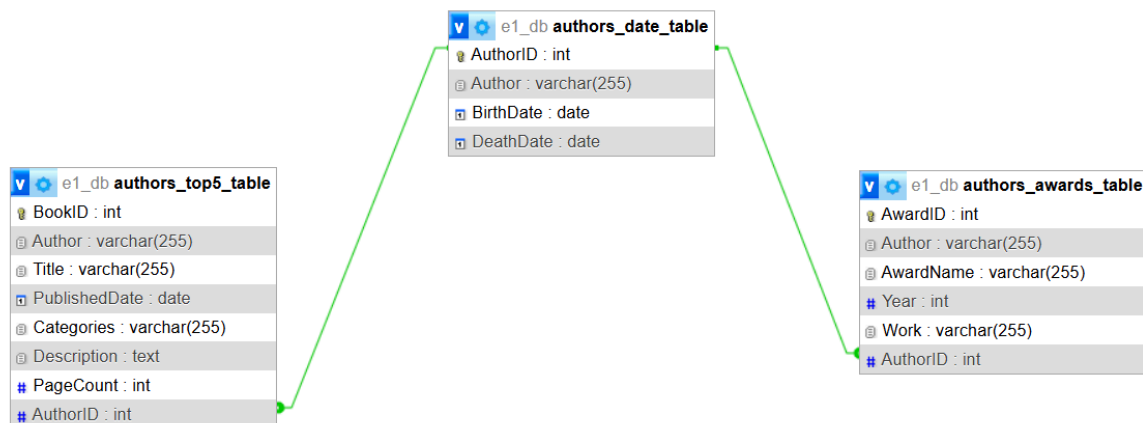 v e1_db authors_date_table
AuthorID : int
Author : varchar(255)
BirthDate : date
DeathDate : date
v e1_db authors_top5_table
BookID : int
Author : varchar(255)
Title : varchar(255)
PublishedDate : date
Categories : varchar(255)
Description : text
# PageCount : int
# AuthorID : int
v e1_db authors_awards_table
AwardID : int
Author : varchar(255)
AwardName : varchar(255)
# Year : int
Work : varchar(255)
# AuthorID : int